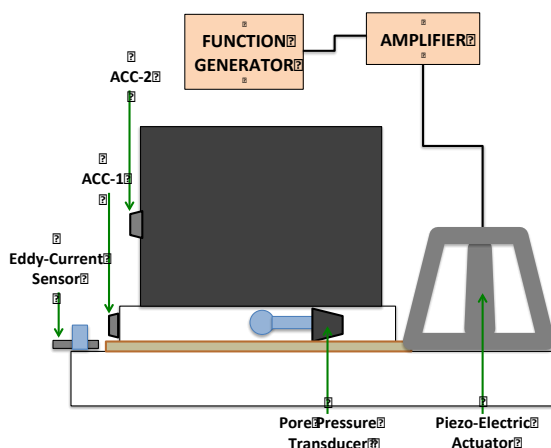 FUNCTION
GENERATOR
AMPLIFIER
ACC-2
ACC-1
Eddy-Current
Sensor
Pore Pressure
Transducer
Piezo-Electric
Actuator